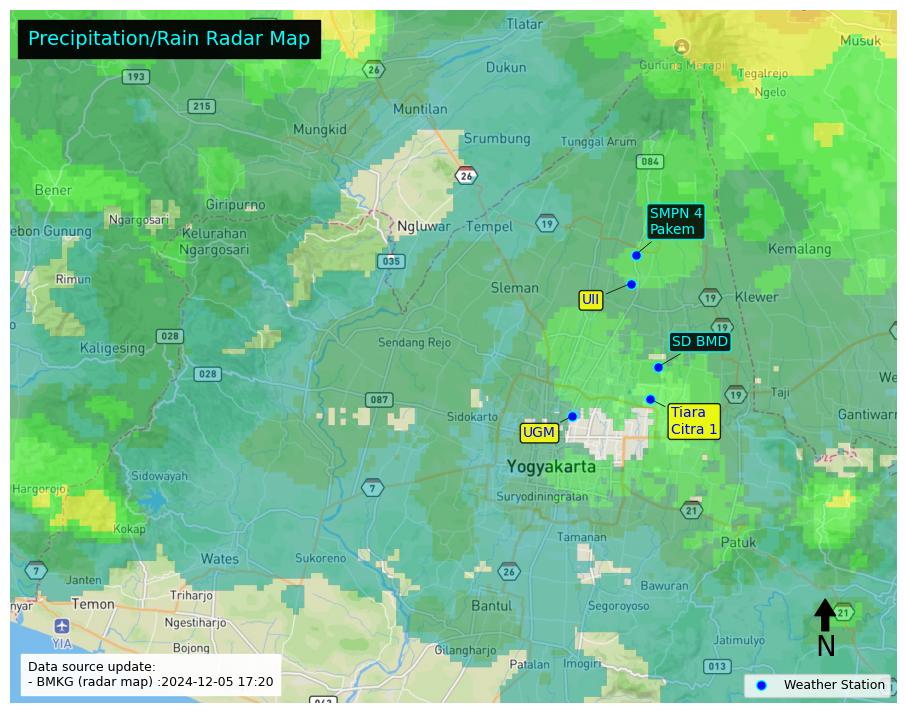 Precipitation/Rain Radar Map
Tlatar
Musuk
Gunung Merapi
26
Dukun
Tegalrejo
193
Ngelo
215
Muntilan
Mungkid
Srumbung
Tunggal Arum
084
26
Bener
Giripurno
Ngargosari
SMPN 4
Pakem
19
Ngluwar
Tempel
ebon Gunung
Kelurahan
Ngargosari
Kemalang
035
Rimun
Sleman
UII
19
Klewer
19
028
Sendang Rejo
SD BMD
Kaligesing
028
We
087
19
Taji
Sidokarto
Tiara
Citra 1
Gantiwarn
UGM
Yogyakarta
Sidowayah
Hargorojo
7
Suryodiningratan
21
Kokap
Tamanan
Patuk
Wates
Sukoreno
7
26
Janten
Bawuran
Triharjo
nyar
Temon
Bantul
Segoroyoso
21
Ngestiharjo
YIA
N
Bojong
Jatimulyo
Gilangharjo
Patalan
Imogiri
013
Data source update:
- BMKG (radar map) :2024-12-05 17:20
Weather Station